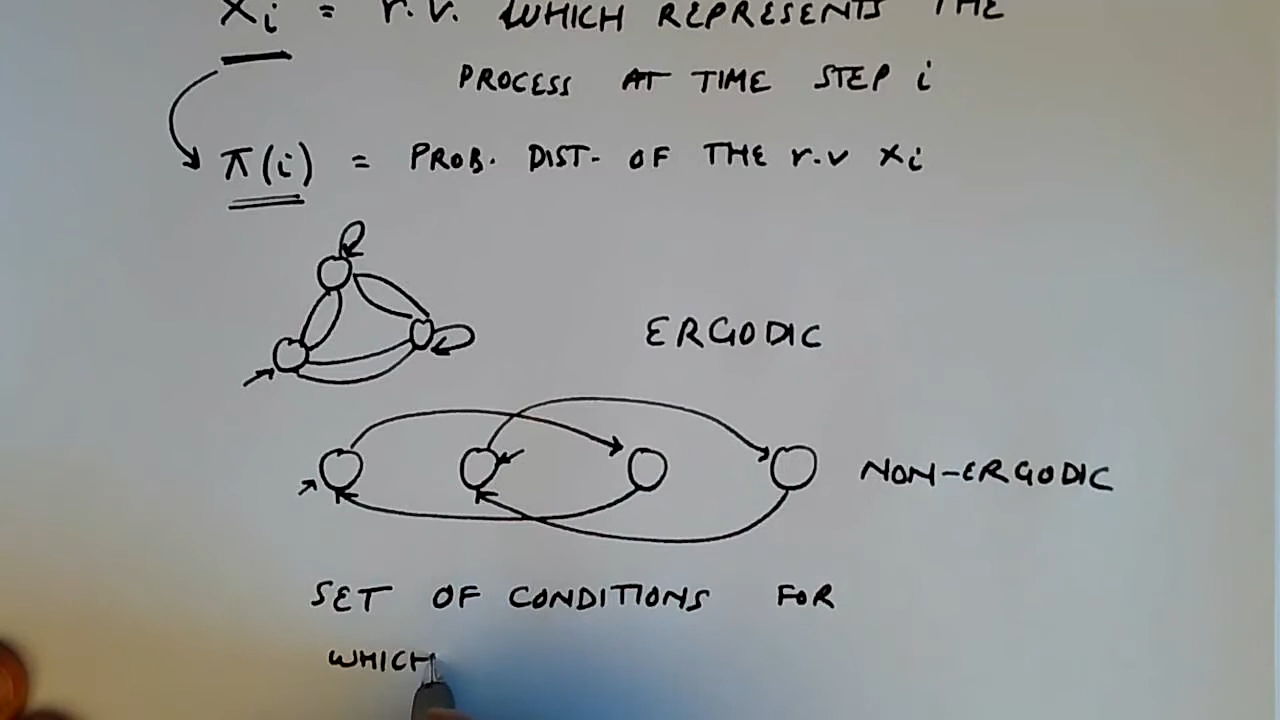 Xi = r.v. WHICH REPRESENTS THE
PROCESS AT TIME STEP i
π(i) = PROB. DIST. OF THE r.v Xi
ERGODIC
NON-ERGODIC
SET OF CONDITIONS FOR
WHICH